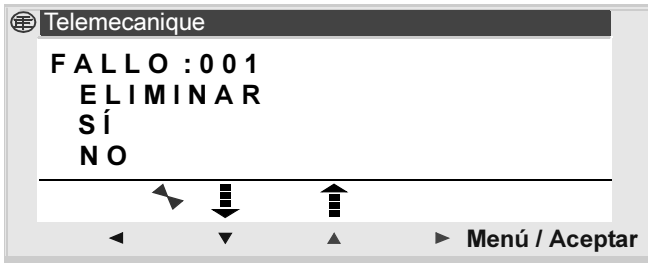 Telemecanique
FALLO :001
ELIMINAR
SÍ
NO
Menú / Aceptar